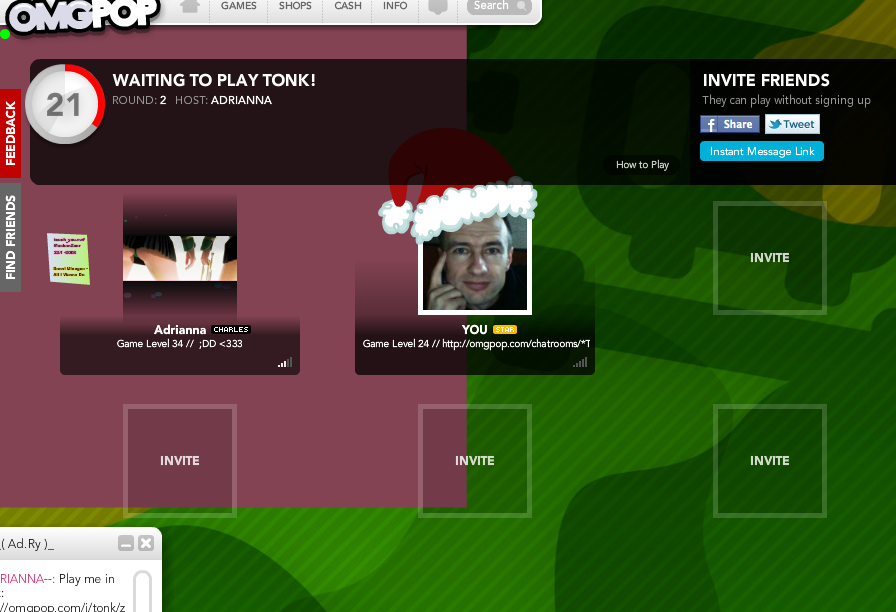 OMGPOP
GAMES
SHOPS
CASH
INFO
Search
21
WAITING TO PLAY TONK!
ROUND: 2 HOST: ADRIANNA
INVITE FRIENDS
They can play without signing up
Share
Tweet
Instant Message Link
How to Play
FEEDBACK
FIND FRIENDS
Adrianna CHARLES
Game Level 34 // ;DD <333
YOU STAR
Game Level 24 // http://omgpop.com/chatrooms/*T
INVITE
INVITE
INVITE
INVITE
( Ad.Ry )_
RIANNA--: Play me in
:
//omgpop.com/i/tonk/z